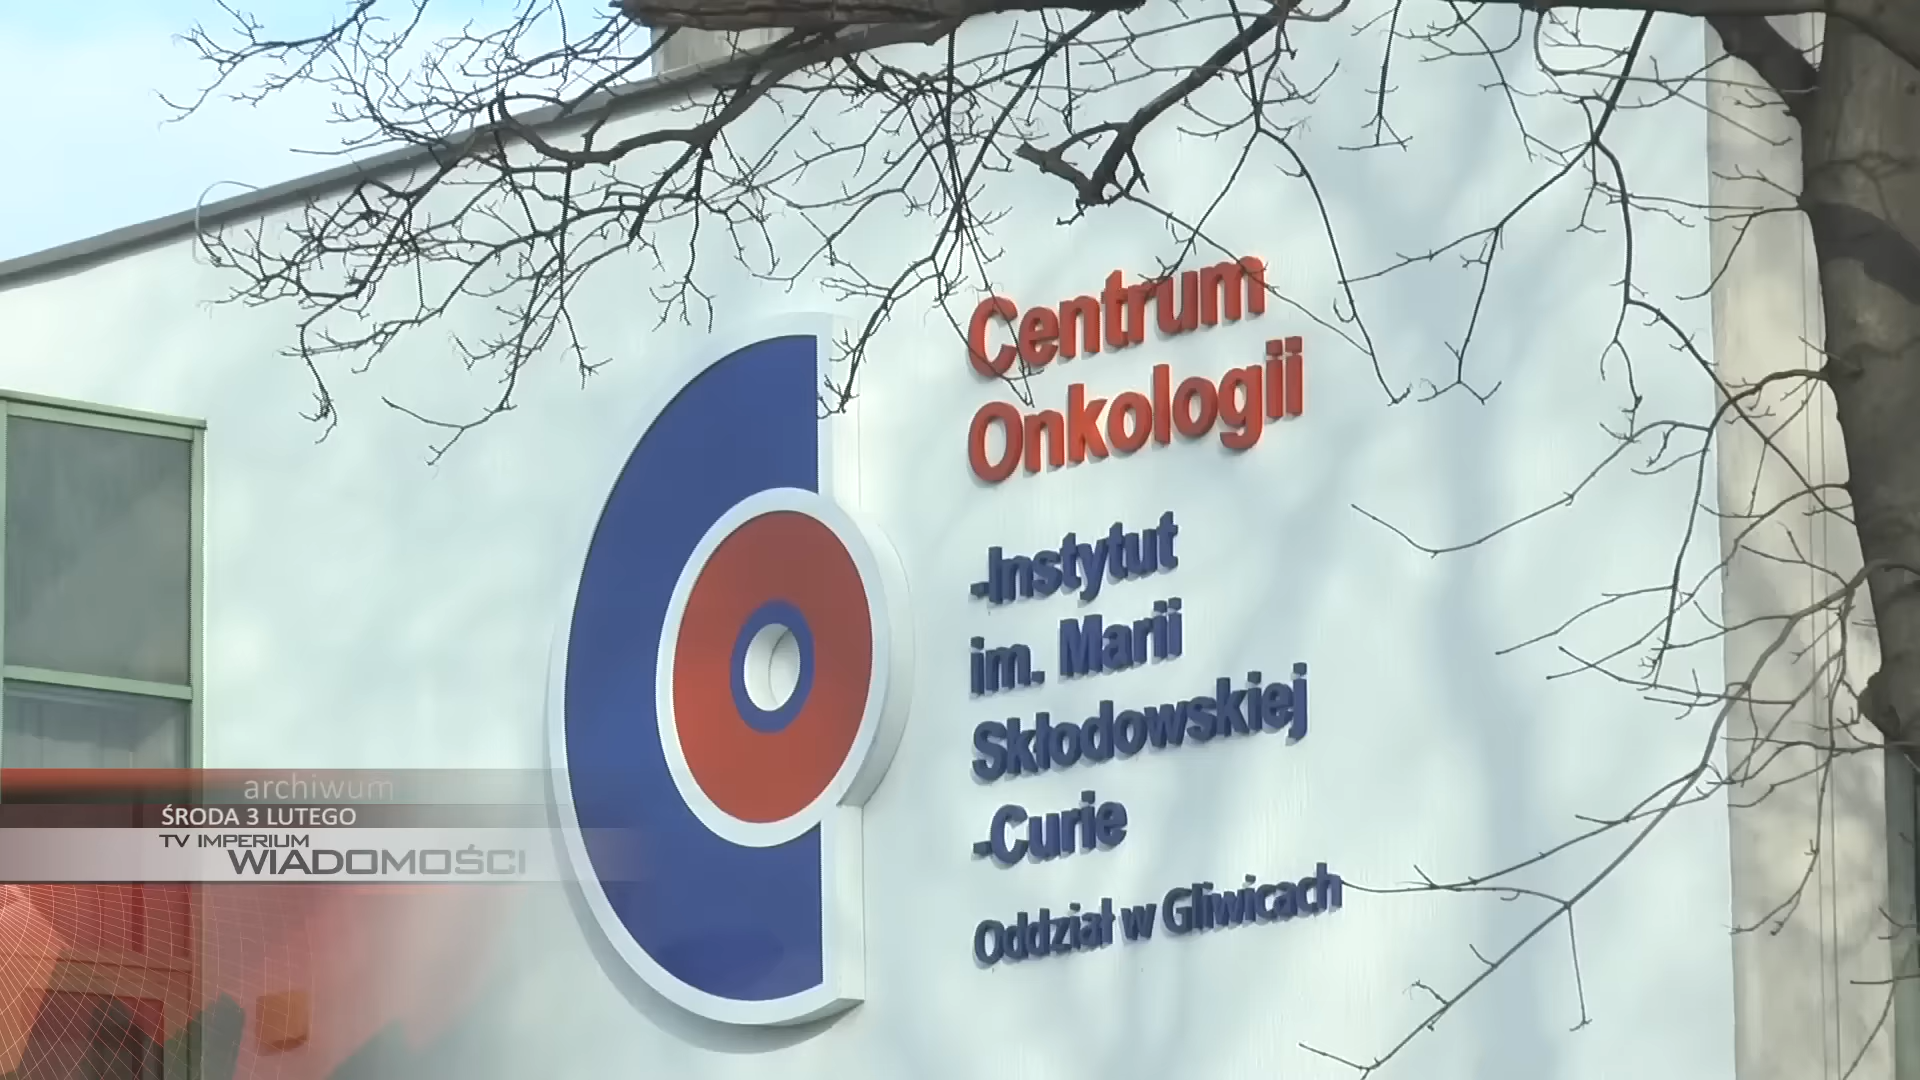 Centrum
Onkologii
-Instytut
im. Marii
Skłodowskiej
-Curie
Oddział w Gliwicach
archiwum
ŚRODA 3 LUTEGO
TV IMPERIUM
WIADOMOŚCI